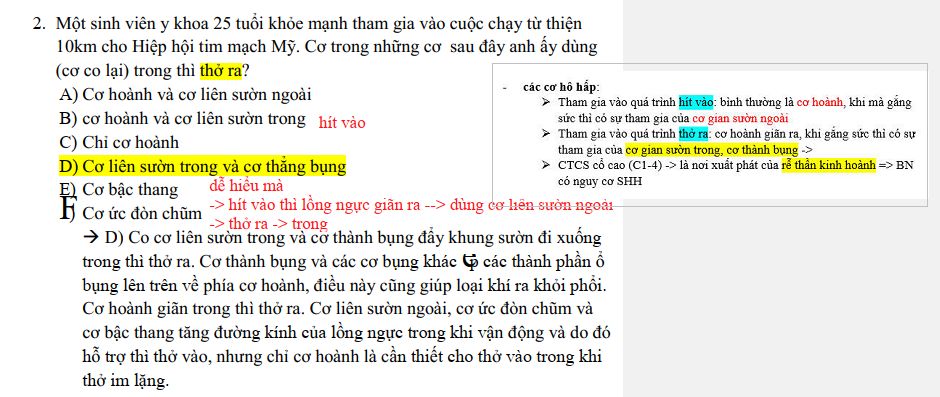 2. Một sinh viên y khoa 25 tuổi khỏe mạnh tham gia vào cuộc chạy từ thiện
10km cho Hiệp hội tim mạch Mỹ. Cơ trong những cơ sau đây anh ấy dùng
(cơ co lại) trong thì thở ra?
A) Cơ hoành và cơ liên sườn ngoài
B) cơ hoành và cơ liên sườn trong hít vào
C) Chỉ cơ hoành
D) Cơ liên sườn trong và cơ thẳng bụng
E) Cơ bậc thang dễ hiểu mà
F) Cơ ức đòn chũm -> hít vào thì lồng ngực giãn ra --> dùng cơ liên sườn ngoài
-> thở ra -> trong
→ D) Co cơ liên sườn trong và cơ thành bụng đẩy khung sườn đi xuống
trong thì thở ra. Cơ thành bụng và các cơ bụng khác các thành phần ổ
bụng lên trên về phía cơ hoành, điều này cũng giúp loại khí ra khỏi phổi.
Cơ hoành giãn trong thì thở ra. Cơ liên sườn ngoài, cơ ức đòn chũm và
cơ bậc thang tăng đường kính của lồng ngực trong khi vận động và do đó
hỗ trợ thì thở vào, nhưng chỉ cơ hoành là cần thiết cho thở vào trong khi
thở im lặng.
- các cơ hô hấp:
➢ Tham gia vào quá trình hít vào: bình thường là cơ hoành, khi mà gắng
sức thì có sự tham gia của cơ gian sườn ngoài
➢ Tham gia vào quá trình thở ra: cơ hoành giãn ra, khi gắng sức thì có sự
tham gia của cơ gian sườn trong, cơ thành bụng ->
➢ CTCS cổ cao (C1-4) -> là nơi xuất phát của rễ thần kinh hoành => BN
có nguy cơ SHH